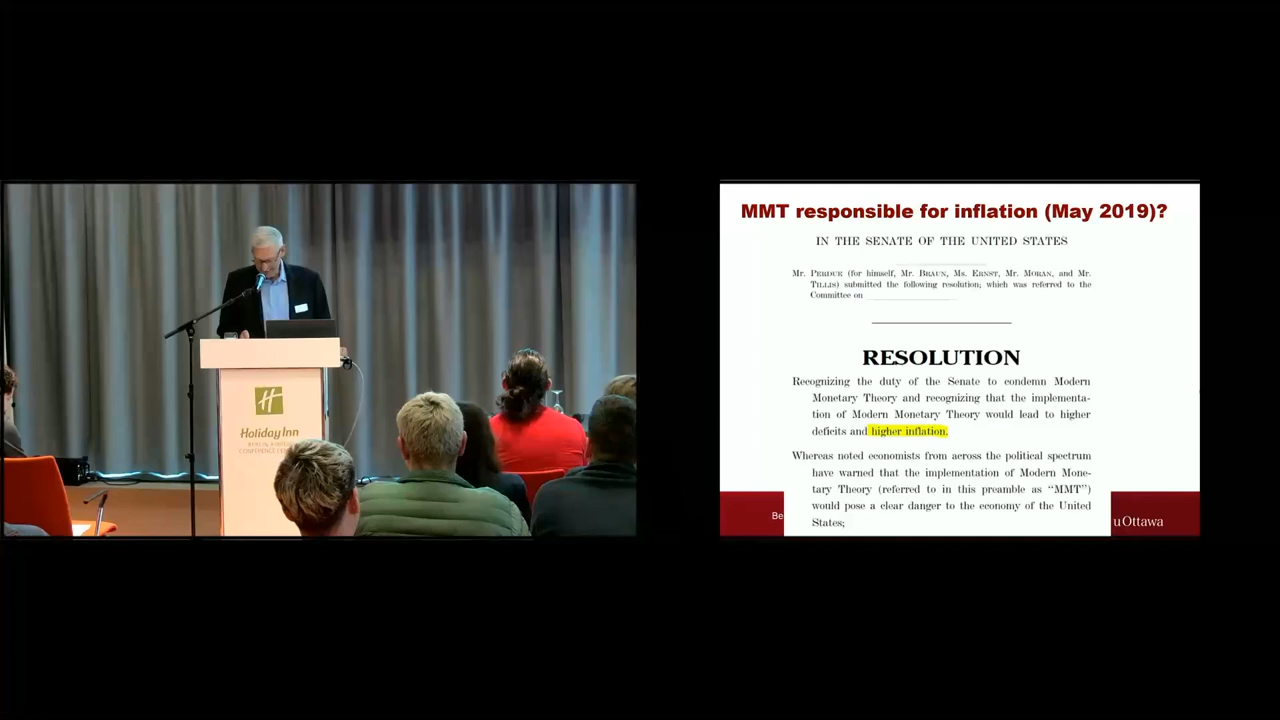 H
Holiday Inn
MMT responsible for inflation (May 2019)?
IN THE SENATE OF THE UNITED STATES
Mr. PERDUE (for himself, Mr. BRAUN, Ms. ERNST, Mr. MORAN, and Mr.
TILLIS) submitted the following resolution; which was referred to the
Committee on
RESOLUTION
Recognizing the duty of the Senate to condemn Modern
Monetary Theory and recognizing that the implementa-
tion of Modern Monetary Theory would lead to higher
deficits and higher inflation.
Whereas noted economists from across the political spectrum
have warned that the implementation of Modern Mone-
tary Theory (referred to in this preamble as “MMT”)
would pose a clear danger to the economy of the United
States;
Be
uOttawa